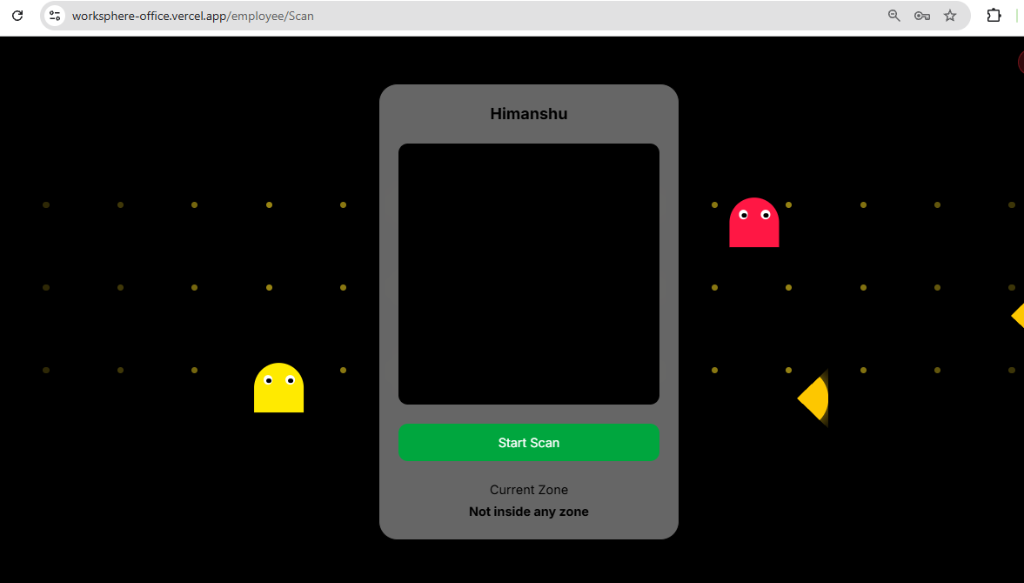 worksphere-office.vercel.app/employee/Scan
Himanshu
Start Scan
Current Zone
Not inside any zone